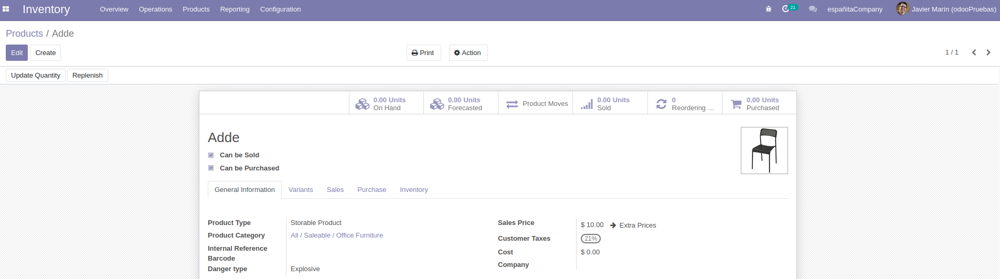 Inventory Overview Operations Products Reporting Configuration 21 españitaCompany Javier Marín (odooPruebas)
Products / Adde
Edit Create Print Action 1 / 1
Update Quantity Replenish
0.00 Units
On Hand
0.00 Units
Forecasted
Product Moves
0.00 Units
Sold
0
Reordering ...
0.00 Units
Purchased
Adde
Can be Sold
Can be Purchased
General Information Variants Sales Purchase Inventory
Product Type Storable Product
Product Category All / Saleable / Office Furniture
Internal Reference
Barcode
Danger type Explosive
Sales Price $ 10.00 Extra Prices
Customer Taxes 21%
Cost $ 0.00
Company